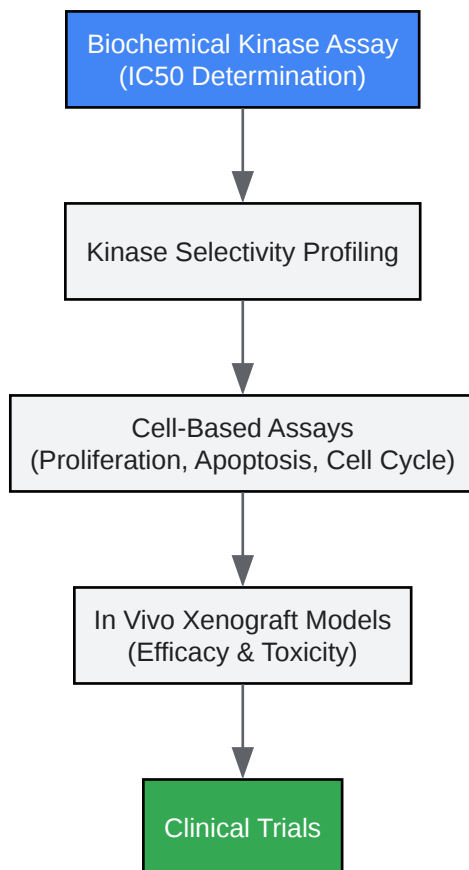 Biochemical Kinase Assay
(IC50 Determination)
Kinase Selectivity Profiling
Cell-Based Assays
(Proliferation, Apoptosis, Cell Cycle)
In Vivo Xenograft Models
(Efficacy & Toxicity)
Clinical Trials